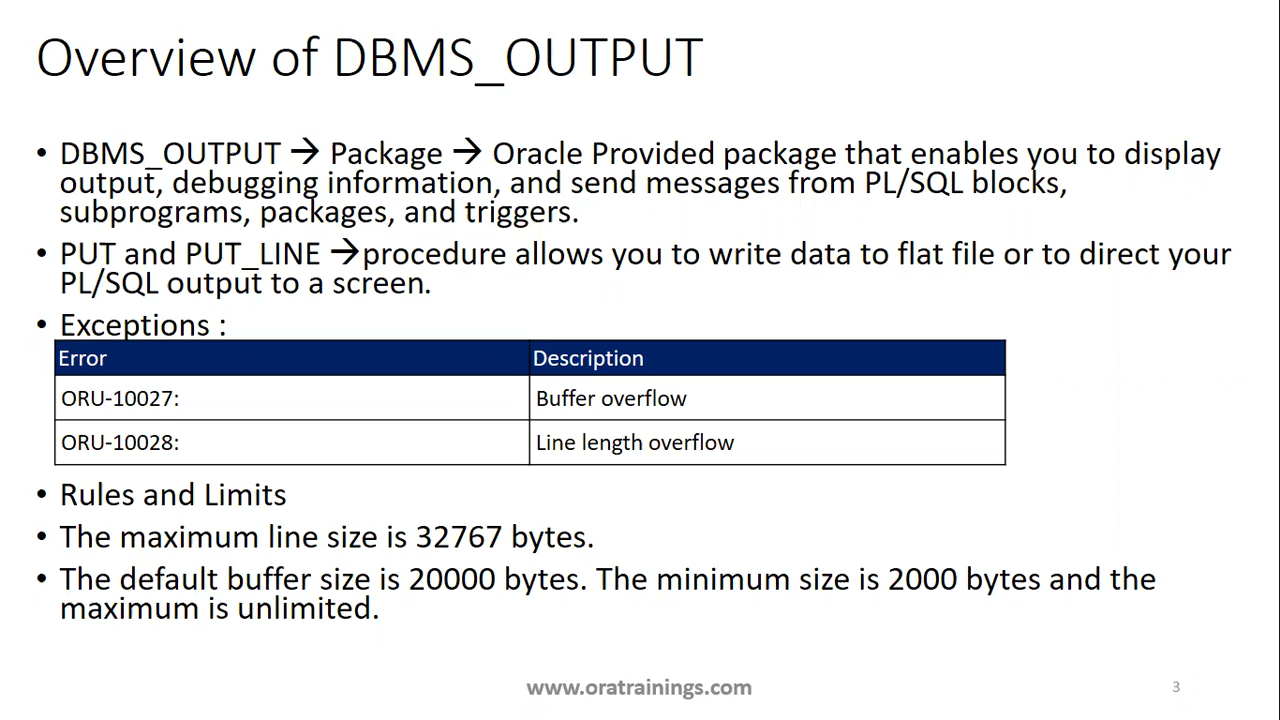 Overview of DBMS_OUTPUT
• DBMS_OUTPUT → Package → Oracle Provided package that enables you to display
output, debugging information, and send messages from PL/SQL blocks,
subprograms, packages, and triggers.
• PUT and PUT_LINE →procedure allows you to write data to flat file or to direct your
PL/SQL output to a screen.
• Exceptions :
Error Description
ORU-10027: Buffer overflow
ORU-10028: Line length overflow
• Rules and Limits
• The maximum line size is 32767 bytes.
• The default buffer size is 20000 bytes. The minimum size is 2000 bytes and the
maximum is unlimited.
www.oratrainings.com 3